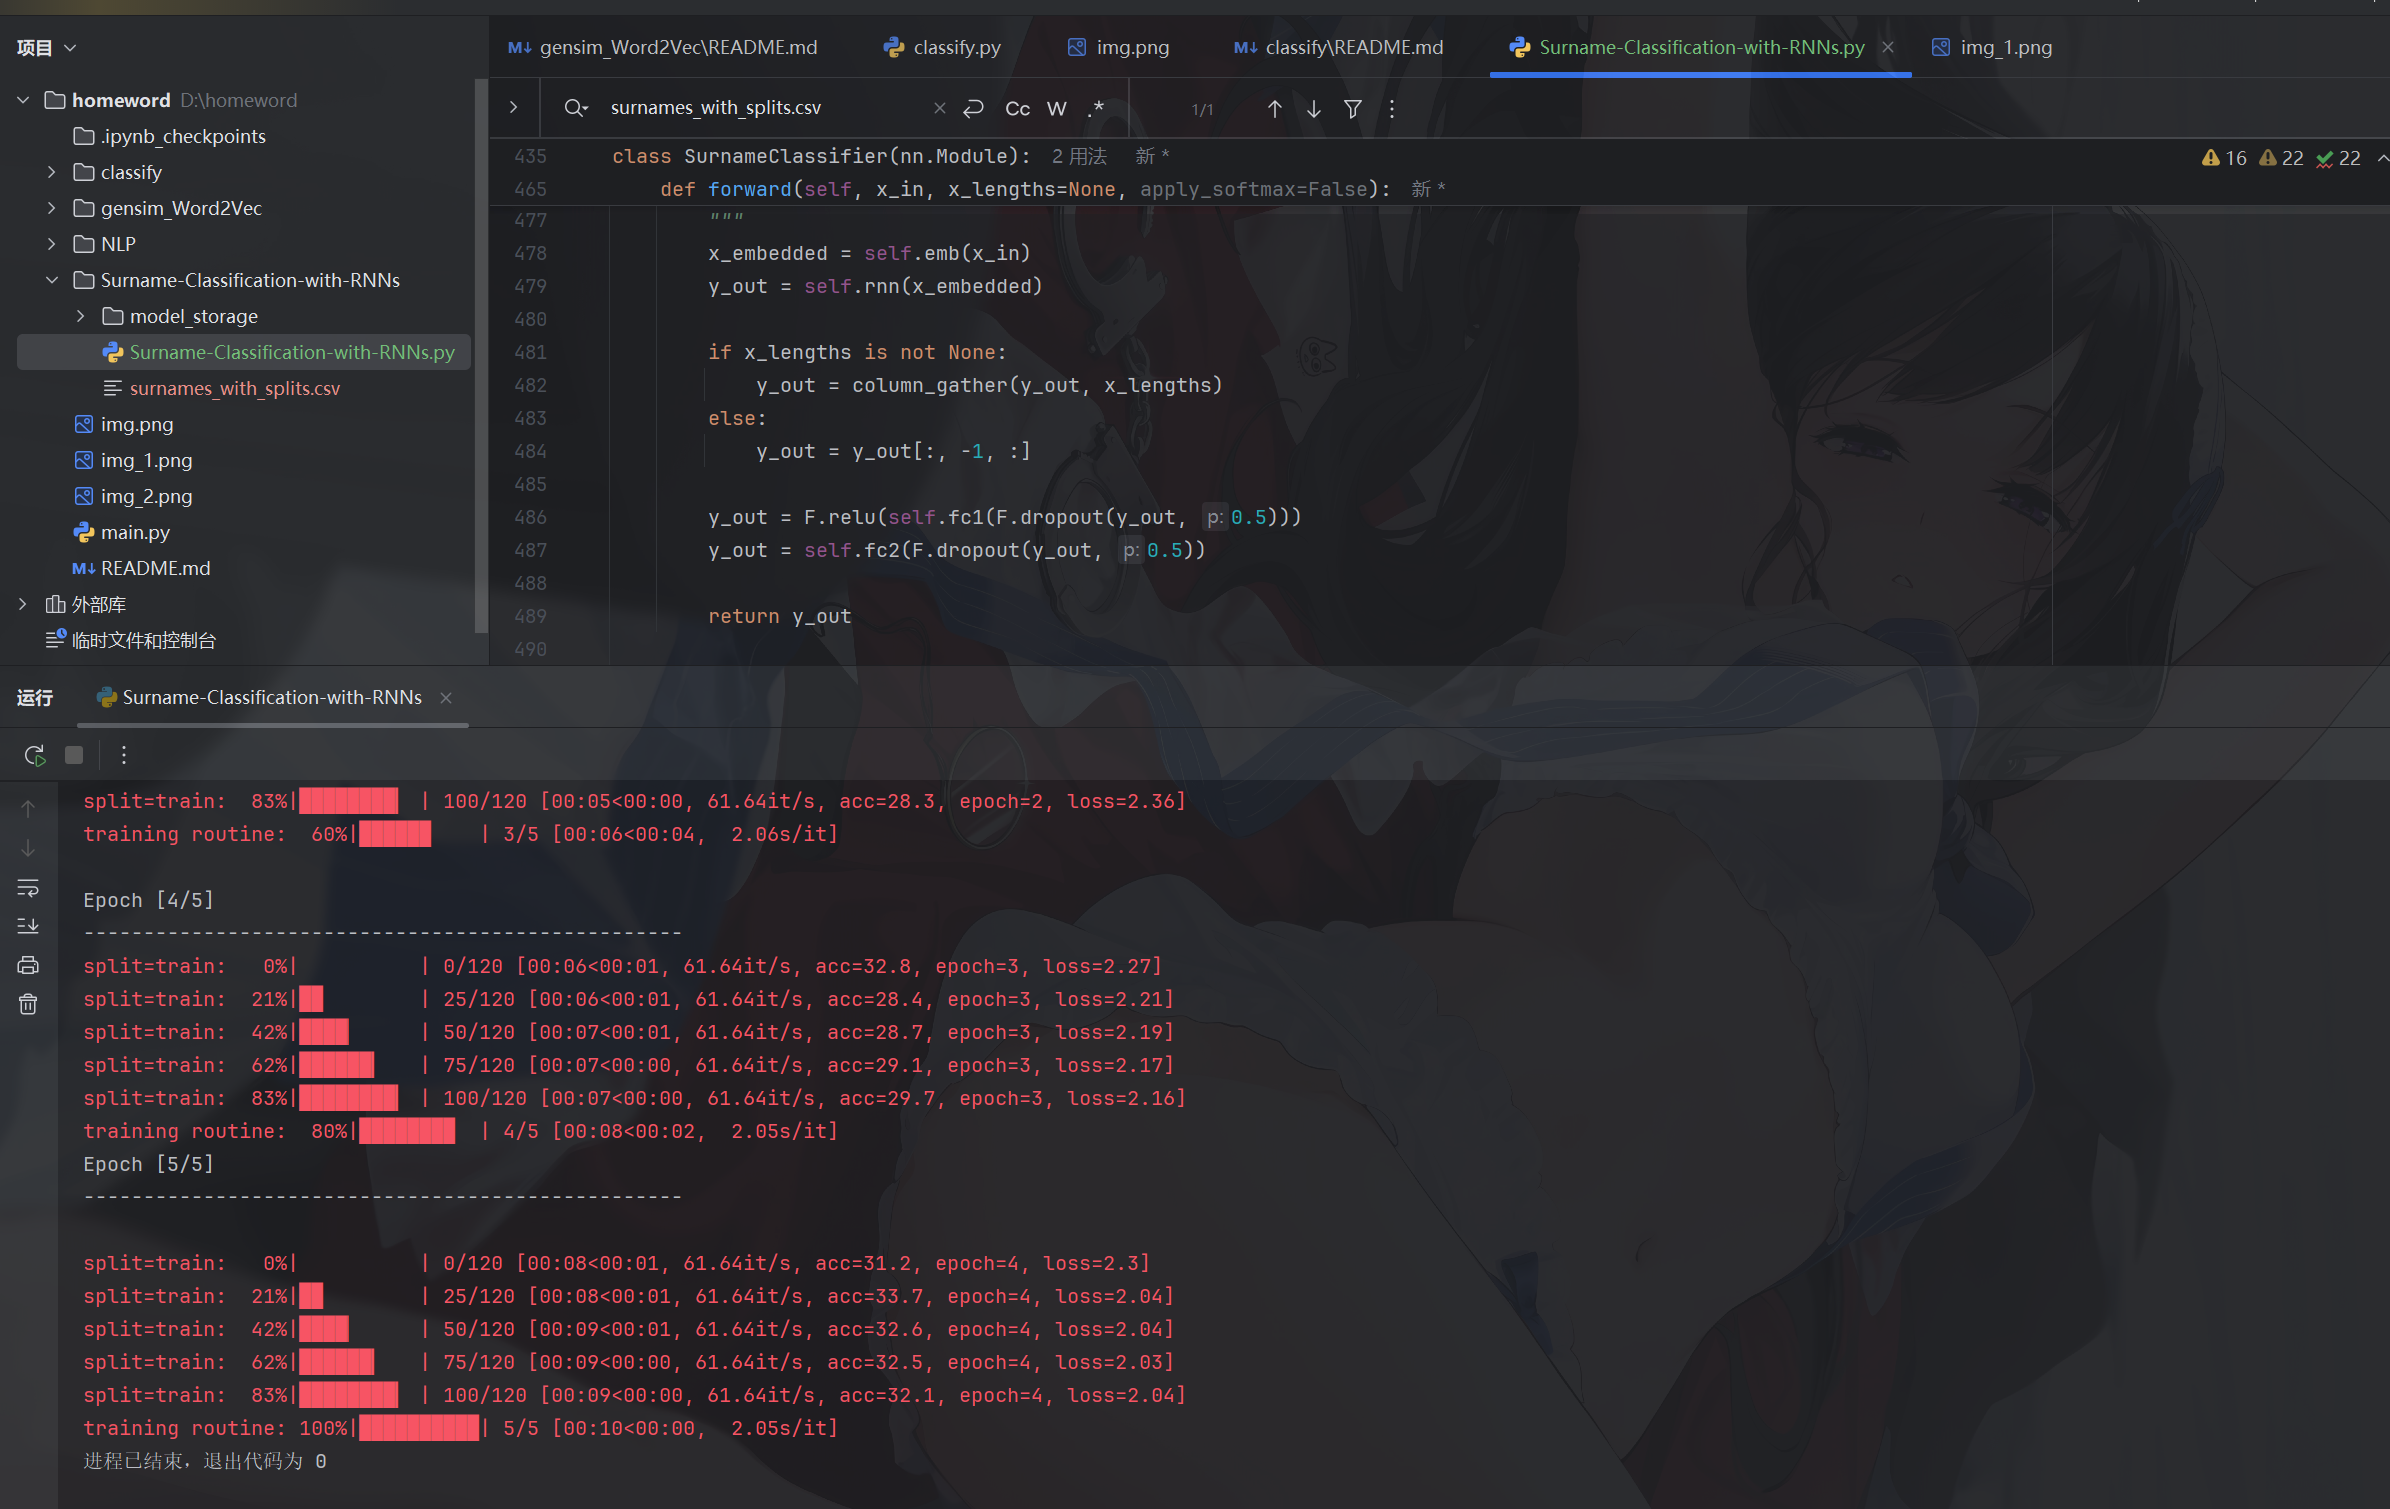 项目
homeword D:\homeword
.ipynb_checkpoints
classify
gensim_Word2Vec
NLP
Surname-Classification-with-RNNs
model_storage
Surname-Classification-with-RNNs.py
surnames_with_splits.csv
img.png
img_1.png
img_2.png
main.py
M↓ README.md
外部库
临时文件和控制台
M↓ gensim_Word2Vec\README.md classify.py img.png M↓ classify\README.md Surname-Classification-with-RNNs.py img_1.png
surnames_with_splits.csv Cc W .* 1/1
435 class SurnameClassifier(nn.Module): 2 用法 新 * 16 22 22
465 def forward(self, x_in, x_lengths=None, apply_softmax=False): 新 *
477 """
478 x_embedded = self.emb(x_in)
479 y_out = self.rnn(x_embedded)
480
481 if x_lengths is not None:
482 y_out = column_gather(y_out, x_lengths)
483 else:
484 y_out = y_out[:, -1, :]
485
486 y_out = F.relu(self.fc1(F.dropout(y_out, p: 0.5)))
487 y_out = self.fc2(F.dropout(y_out, p: 0.5))
488
489 return y_out
490
运行 Surname-Classification-with-RNNs
split=train: 83%|████████ | 100/120 [00:05<00:00, 61.64it/s, acc=28.3, epoch=2, loss=2.36]
training routine: 60%|██████ | 3/5 [00:06<00:04, 2.06s/it]
Epoch [4/5]
--------------------------------------------------
split=train: 0%| | 0/120 [00:06<00:01, 61.64it/s, acc=32.8, epoch=3, loss=2.27]
split=train: 21%|██ | 25/120 [00:06<00:01, 61.64it/s, acc=28.4, epoch=3, loss=2.21]
split=train: 42%|████ | 50/120 [00:07<00:01, 61.64it/s, acc=28.7, epoch=3, loss=2.19]
split=train: 62%|██████ | 75/120 [00:07<00:00, 61.64it/s, acc=29.1, epoch=3, loss=2.17]
split=train: 83%|████████ | 100/120 [00:07<00:00, 61.64it/s, acc=29.7, epoch=3, loss=2.16]
training routine: 80%|████████ | 4/5 [00:08<00:02, 2.05s/it]
Epoch [5/5]
--------------------------------------------------
split=train: 0%| | 0/120 [00:08<00:01, 61.64it/s, acc=31.2, epoch=4, loss=2.3]
split=train: 21%|██ | 25/120 [00:08<00:01, 61.64it/s, acc=33.7, epoch=4, loss=2.04]
split=train: 42%|████ | 50/120 [00:09<00:01, 61.64it/s, acc=32.6, epoch=4, loss=2.04]
split=train: 62%|██████ | 75/120 [00:09<00:00, 61.64it/s, acc=32.5, epoch=4, loss=2.03]
split=train: 83%|████████ | 100/120 [00:09<00:00, 61.64it/s, acc=32.1, epoch=4, loss=2.04]
training routine: 100%|██████████| 5/5 [00:10<00:00, 2.05s/it]
进程已结束，退出代码为 0